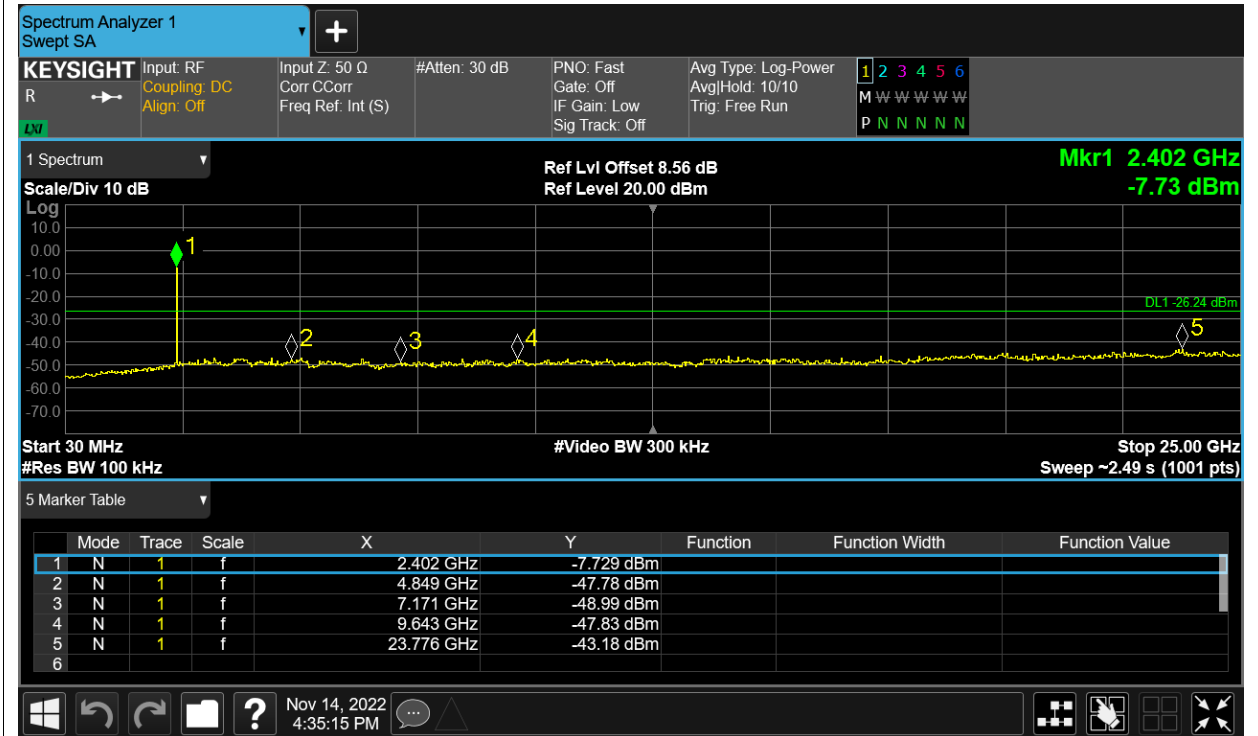 Spectrum Analyzer 1
Swept SA
KEYSIGHT
R
LXI
Input: RF
Coupling: DC
Align: Off
Input Z: 50 Ω
Corr CCorr
Freq Ref: Int (S)
#Atten: 30 dB
PNO: Fast
Gate: Off
IF Gain: Low
Sig Track: Off
Avg Type: Log-Power
Avg|Hold: 10/10
Trig: Free Run
1 2 3 4 5 6
M W W W W W W
P N N N N N N
1 Spectrum
Scale/Div 10 dB
Ref Lvl Offset 8.56 dB
Ref Level 20.00 dBm
Mkr1 2.402 GHz
-7.73 dBm
Log
10.0
0.00
-10.0
-20.0
-30.0
-40.0
-50.0
-60.0
-70.0
1
2
3
4
5
DL1 -26.24 dBm
Start 30 MHz
#Video BW 300 kHz
Stop 25.00 GHz
#Res BW 100 kHz
Sweep ~2.49 s (1001 pts)
5 Marker Table
Mode Trace Scale X Y Function Function Width Function Value
1 N 1 f 2.402 GHz -7.729 dBm
2 N 1 f 4.849 GHz -47.78 dBm
3 N 1 f 7.171 GHz -48.99 dBm
4 N 1 f 9.643 GHz -47.83 dBm
5 N 1 f 23.776 GHz -43.18 dBm
6
?
Nov 14, 2022
4:35:15 PM